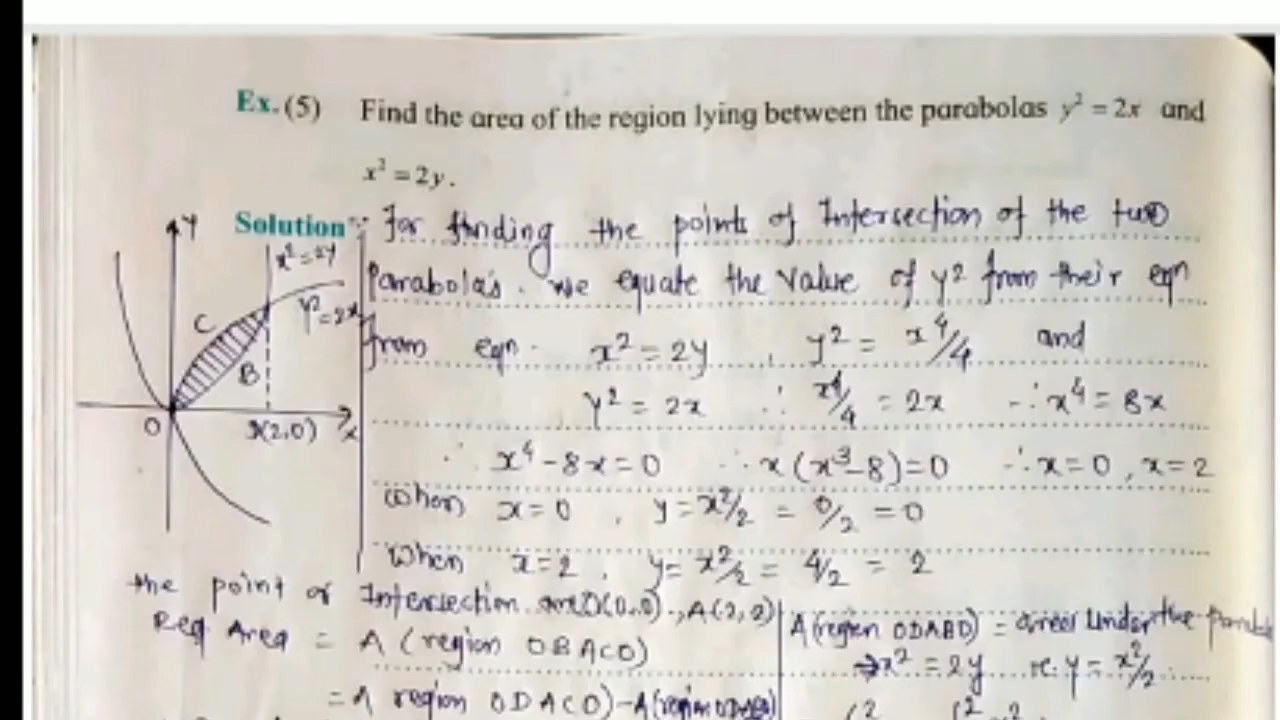 Ex. (5) Find the area of the region lying between the parabolas y² = 2x and
x² = 2y.
Solution : For finding the points of Intersection of the two
Parabola's. We equate the value of y² from their eqn
from eqn. x² = 2y , y² = x⁴/4 and
y² = 2x ∴ x⁴/4 = 2x ∴ x⁴ = 8x
∴ x⁴ - 8x = 0 ∴ x(x³-8) = 0 ∴ x = 0 , x = 2
When x = 0 , y = x²/2 = 0/2 = 0
When x = 2 , y = x²/2 = 4/2 = 2
Y
x² = 2y
y² = 2x
C
B
O
(2,0)
x
the point of Intersection are O(0,0) , A(2,2)
Req. Area = A (region OBACO)
= A region ODACO) - A(region
A(region ODABO) = area under the
x² = 2y i.e. y = x²/2